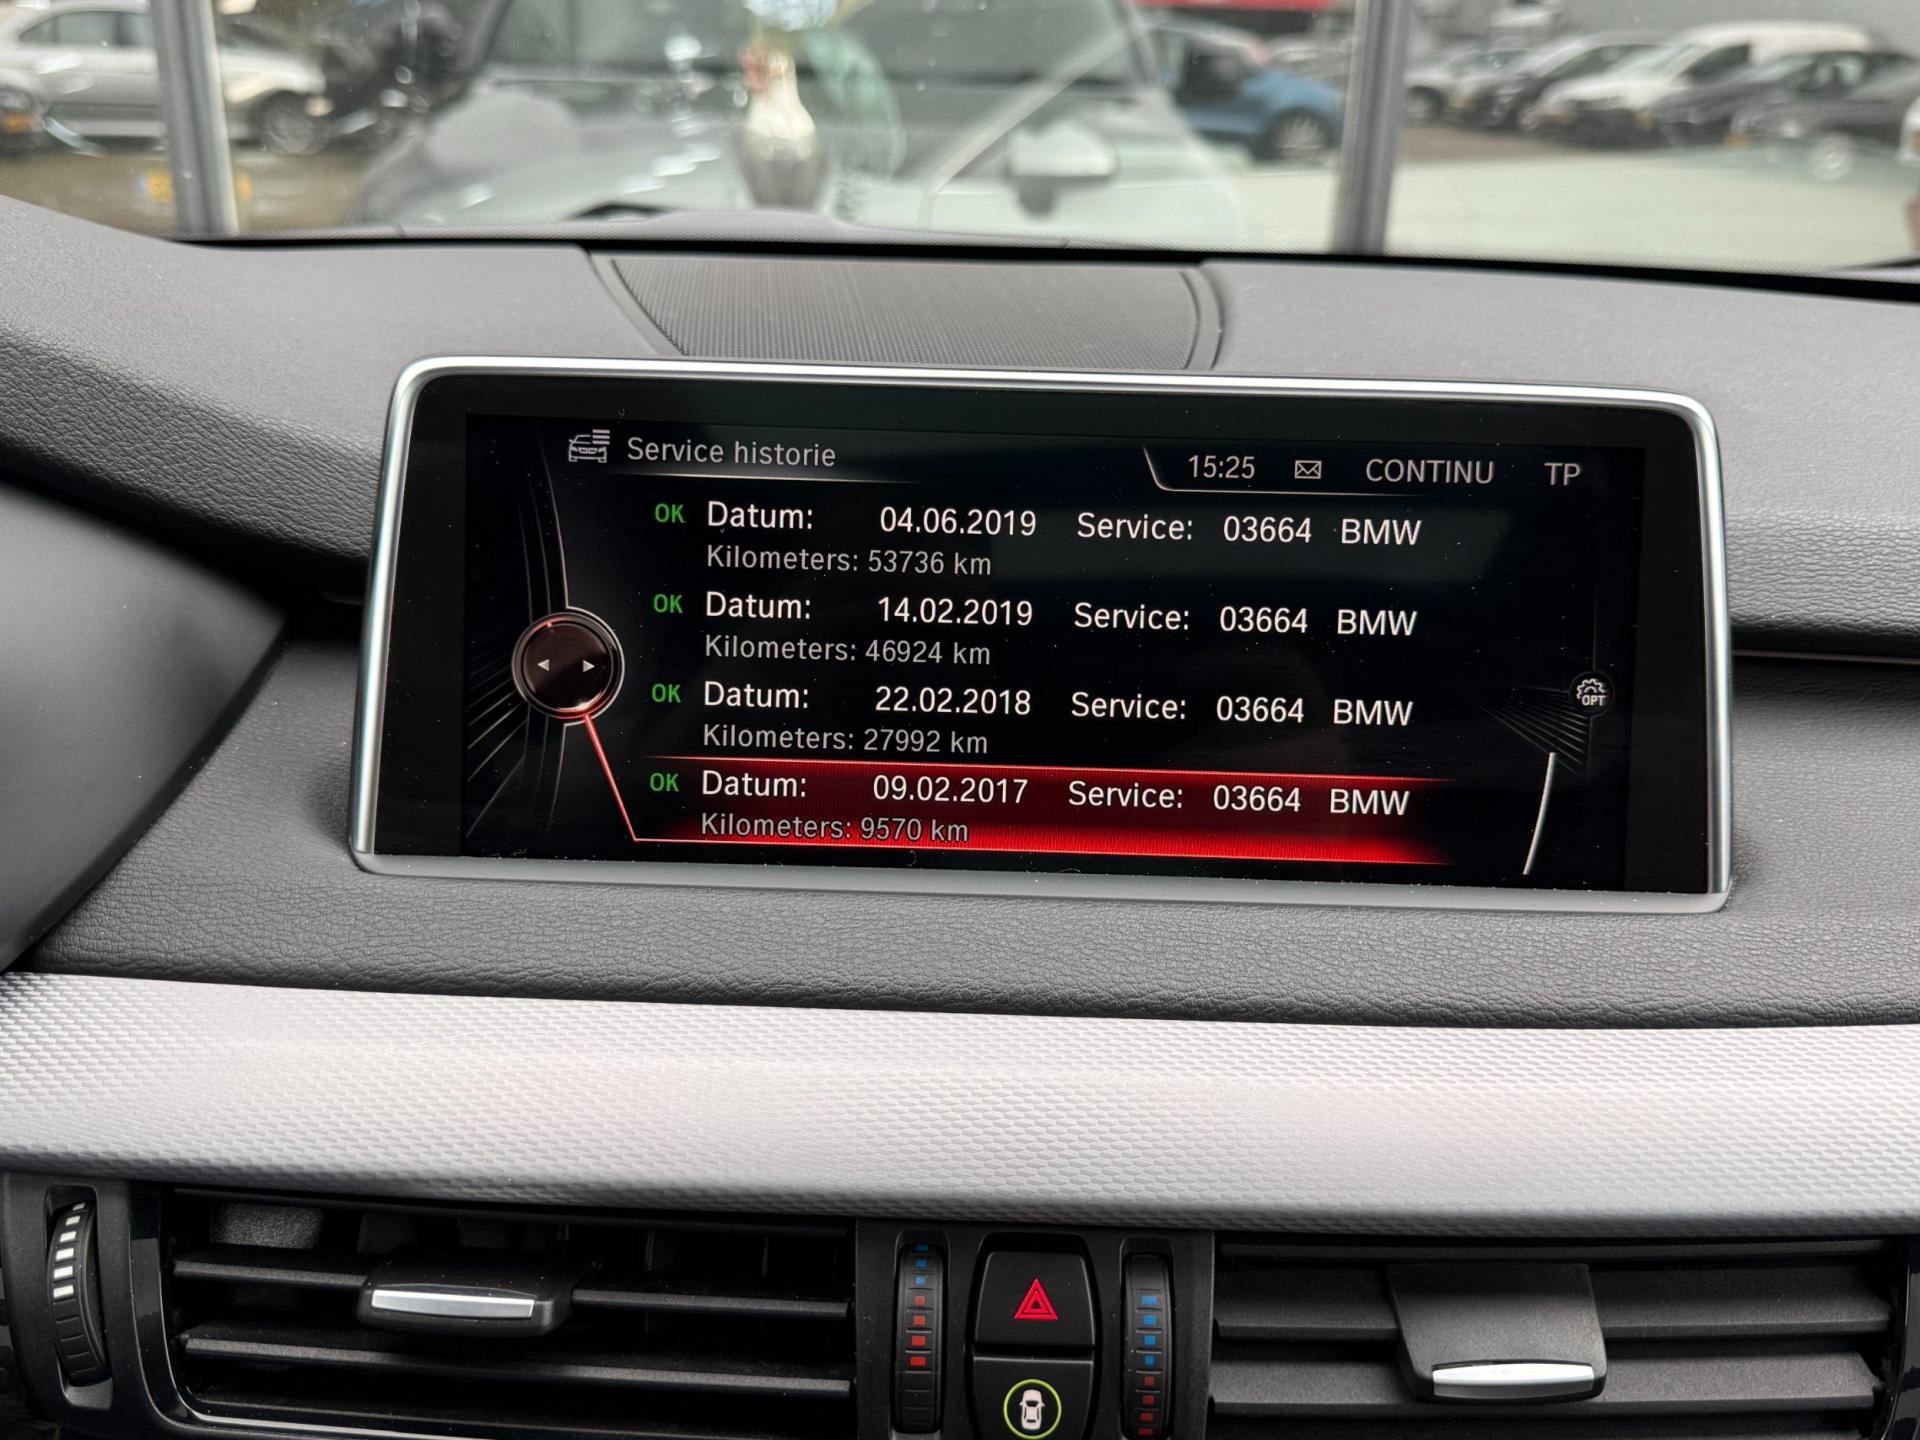 Service historie
15:25 CONTINU TP
OK Datum: 04.06.2019 Service: 03664 BMW
Kilometers: 53736 km
OK Datum: 14.02.2019 Service: 03664 BMW
Kilometers: 46924 km
OK Datum: 22.02.2018 Service: 03664 BMW
Kilometers: 27992 km
OPT
OK Datum: 09.02.2017 Service: 03664 BMW
Kilometers: 9570 km